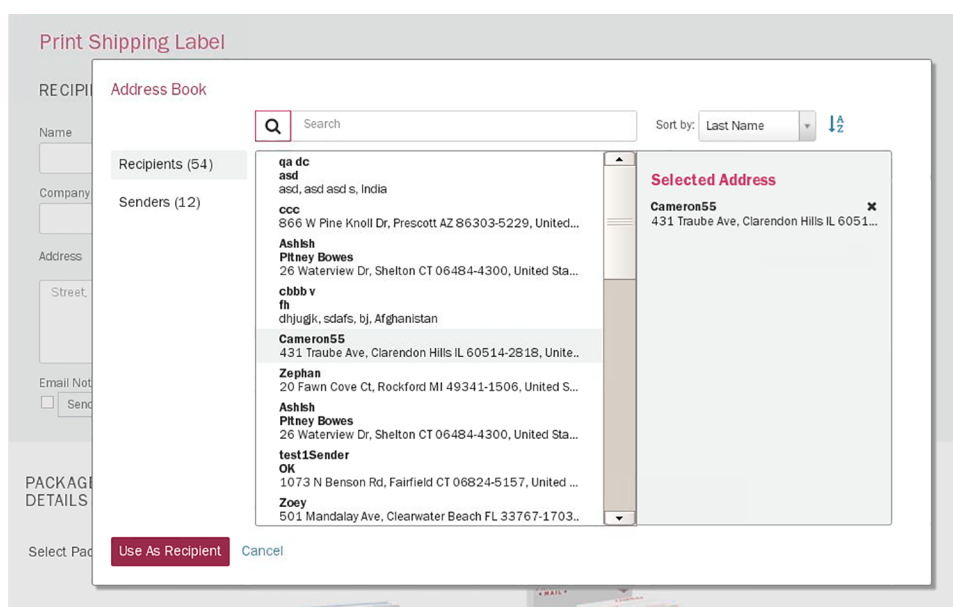 Print Shipping Label
RECIPI
Name
Company
Address
Street,
Email Not
Send
PACKAGE
DETAILS
Select Pac
Address Book
Search
Sort by:
Last Name
A
Z
Recipients (54)
Senders (12)
qa dc
asd
asd, asd asd s, India
ccc
866 W Pine Knoll Dr, Prescott AZ 86303-5229, United...
Ashish
Pitney Bowes
26 Waterview Dr, Shelton CT 06484-4300, United Sta...
cbbb v
fh
dhjugjk, sdafs, bj, Afghanistan
Cameron55
431 Traube Ave, Clarendon Hills IL 60514-2818, Unite..
Zephan
20 Fawn Cove Ct, Rockford MI 49341-1506, United S...
Ashish
Pitney Bowes
26 Waterview Dr, Shelton CT 06484-4300, United Sta...
test1Sender
OK
1073 N Benson Rd, Fairfield CT 06824-5157, United ...
Zoey
501 Mandalay Ave, Clearwater Beach FL 33767-1703..
Selected Address
Cameron55
431 Traube Ave, Clarendon Hills IL 6051...
Use As Recipient
Cancel
MAIL